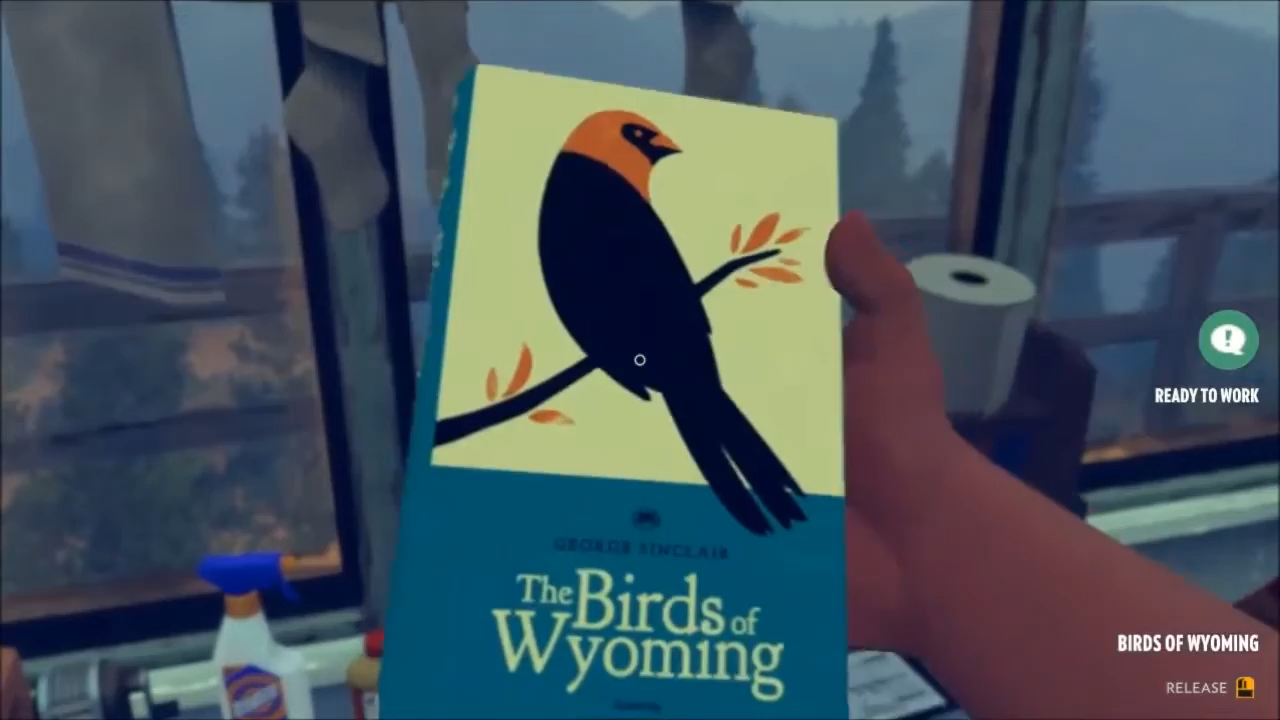 GEORGE SINCLAIR
The Birds of
Wyoming
READY TO WORK
BIRDS OF WYOMING
RELEASE